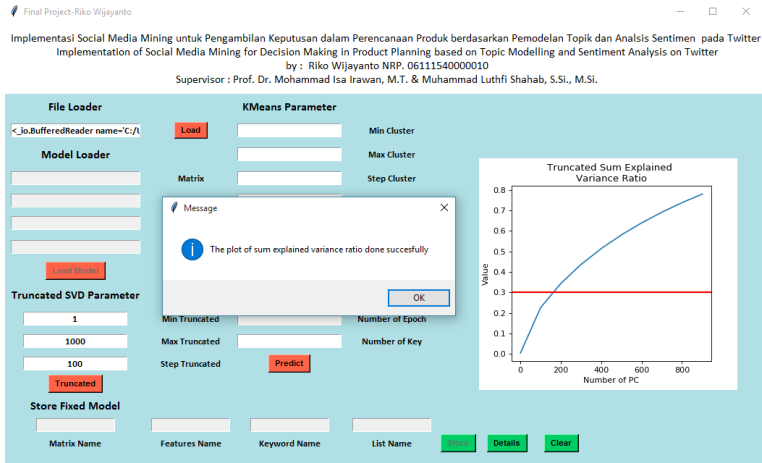 Final Project-Riko Wijayanto
Implementasi Social Media Mining untuk Pengambilan Keputusan dalam Perencanaan Produk berdasarkan Pemodelan Topik dan Analsis Sentimen pada Twitter
Implementation of Social Media Mining for Decision Making in Product Planning based on Topic Modelling and Sentiment Analysis on Twitter
by : Riko Wijayanto NRP. 06111540000010
Supervisor : Prof. Dr. Mohammad Isa Irawan, M.T. & Muhammad Luthfi Shahab, S.Si., M.Si.
File Loader
KMeans Parameter
<_io.BufferedReader name='C:/U
Load
Min Cluster
Model Loader
Max Cluster
Matrix
Step Cluster
Message
The plot of sum explained variance ratio done succesfully
OK
Load Model
Truncated SVD Parameter
1
Min Truncated
Number of Epoch
1000
Max Truncated
Number of Key
100
Step Truncated
Predict
Truncated
Store Fixed Model
Matrix Name
Features Name
Keyword Name
List Name
Store
Details
Clear
Truncated Sum Explained
Variance Ratio
0.8
0.7
0.6
0.5
0.4
0.3
0.2
0.1
0.0
Value
0
200
400
600
800
Number of PC